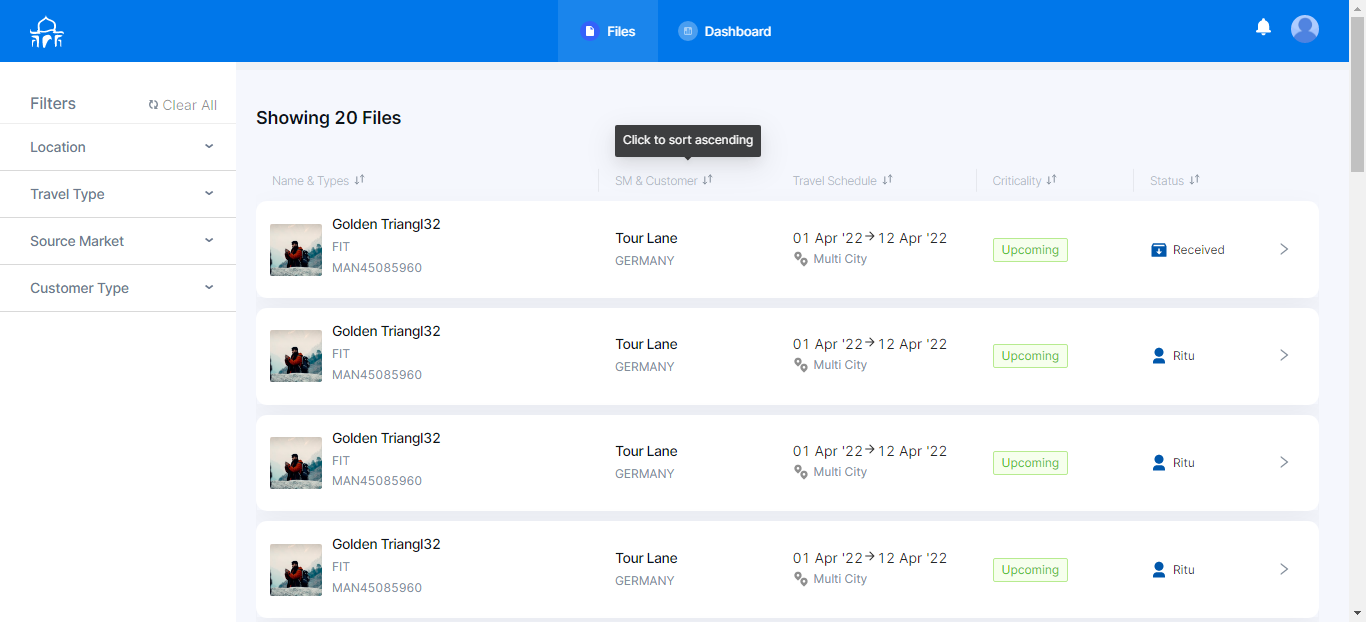 Files
Dashboard
Filters
Clear All
Location
Travel Type
Source Market
Customer Type
Showing 20 Files
Click to sort ascending
Name & Types
SM & Customer
Travel Schedule
Criticality
Status
Golden Triangl32
FIT
MAN45085960
Tour Lane
GERMANY
01 Apr '22→12 Apr '22
Multi City
Upcoming
Received
Golden Triangl32
FIT
MAN45085960
Tour Lane
GERMANY
01 Apr '22→12 Apr '22
Multi City
Upcoming
Ritu
Golden Triangl32
FIT
MAN45085960
Tour Lane
GERMANY
01 Apr '22→12 Apr '22
Multi City
Upcoming
Ritu
Golden Triangl32
FIT
MAN45085960
Tour Lane
GERMANY
01 Apr '22→12 Apr '22
Multi City
Upcoming
Ritu